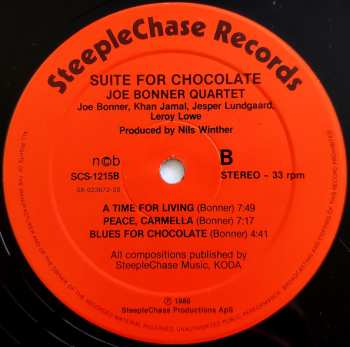 SteepleChase Records
SUITE FOR CHOCOLATE
JOE BONNER QUARTET
Joe Bonner, Khan Jamal, Jesper Lundgaard,
Leroy Lowe
Produced by Nils Winther
n©b
B
SCS-1215B
STEREO - 33 rpm
A TIME FOR LIVING (Bonner) 7:49
PEACE, CARMELLA (Bonner) 7:17
BLUES FOR CHOCOLATE (Bonner) 4:41
All compositions published by
SteepleChase Music, KODA
℗ 1986
SteepleChase Productions ApS